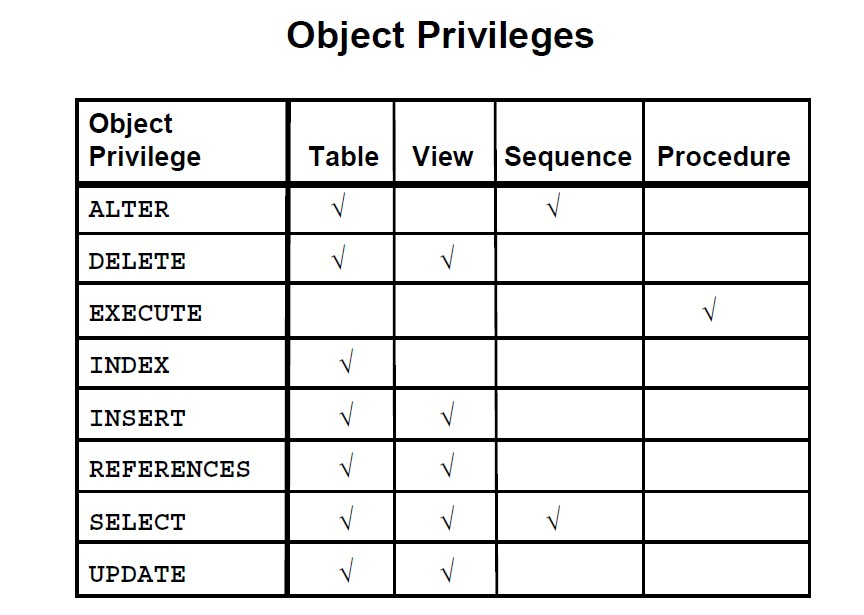 Object Privileges
Object
Privilege Table View Sequence Procedure
ALTER √ √
DELETE √ √
EXECUTE √
INDEX √
INSERT √ √
REFERENCES √ √
SELECT √ √ √
UPDATE √ √